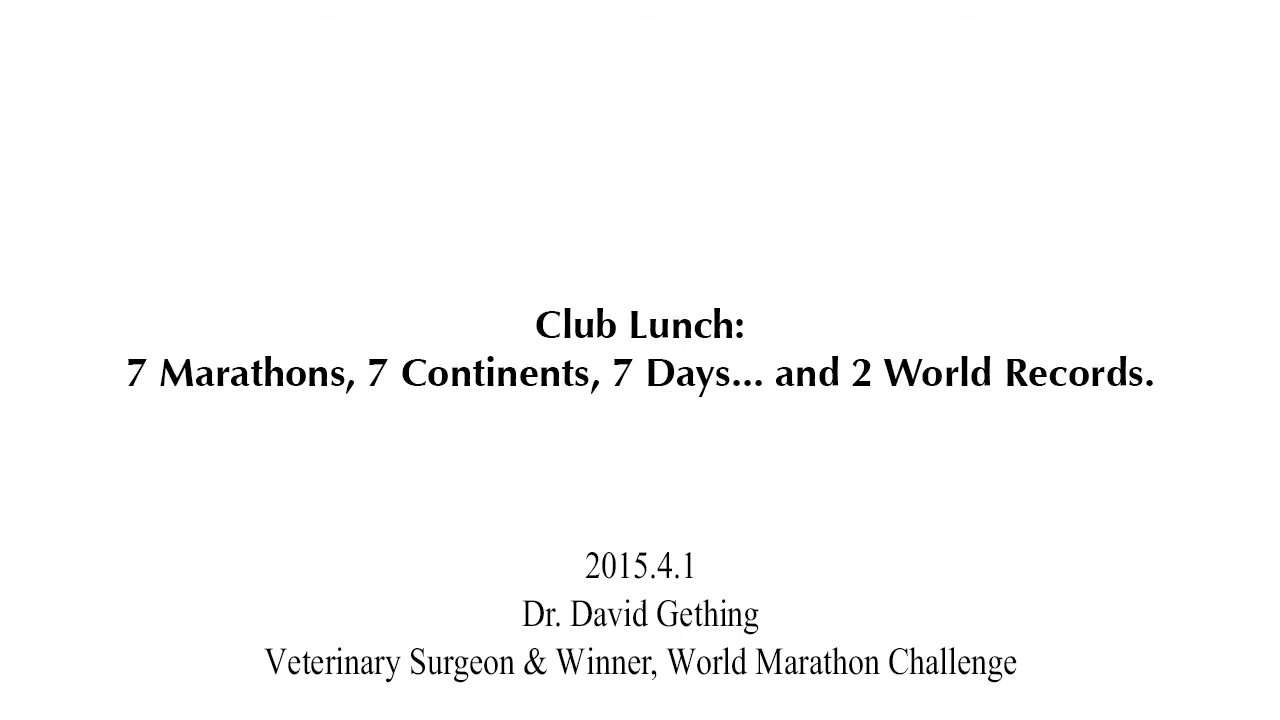 Club Lunch:
7 Marathons, 7 Continents, 7 Days... and 2 World Records.
2015.4.1
Dr. David Gething
Veterinary Surgeon & Winner, World Marathon Challenge